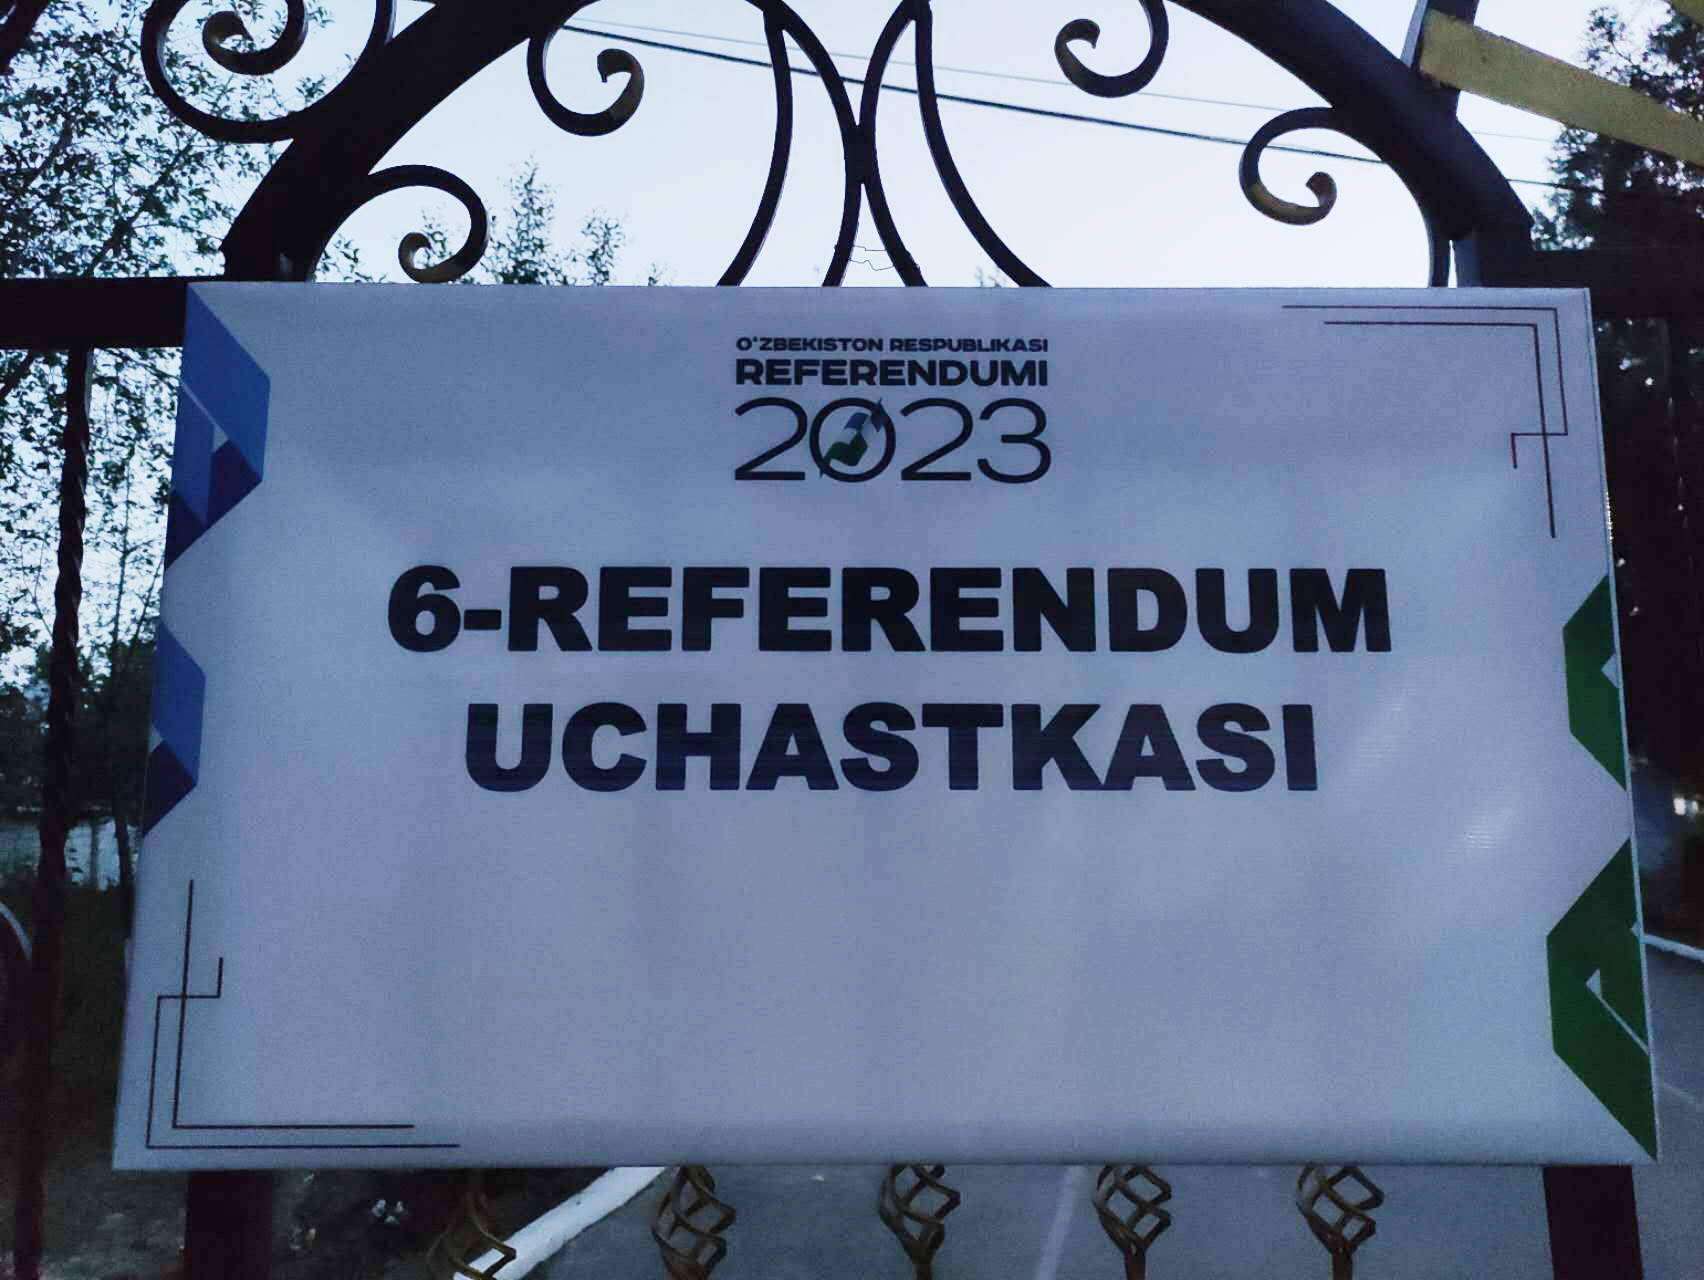 O'ZBEKISTON RESPUBLIKASI
REFERENDUMI
2023
6-REFERENDUM
UCHASTKASI